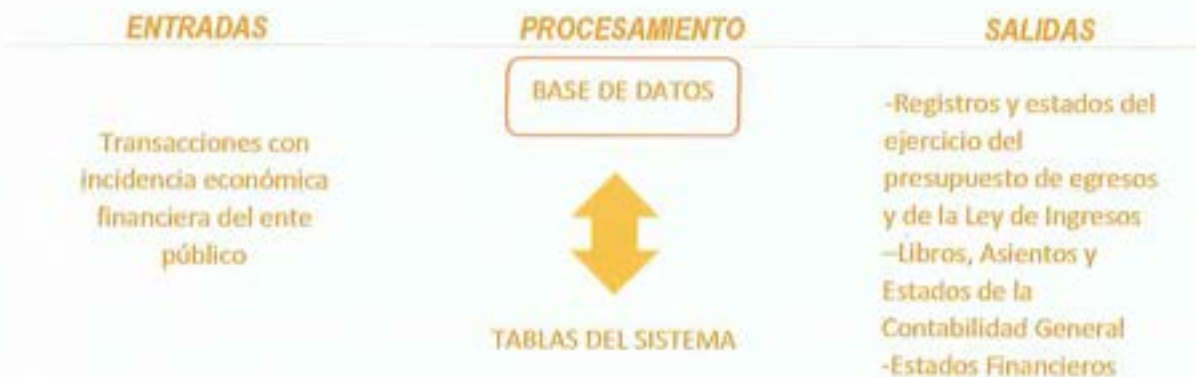 ENTRADAS
PROCESAMIENTO
SALIDAS
Transacciones con
incidencia económica
financiera del ente
público
BASE DE DATOS
TABLAS DEL SISTEMA
-Registros y estados del
ejercicio del
presupuesto de egresos
y de la Ley de Ingresos
–Libros, Asientos y
Estados de la
Contabilidad General
-Estados Financieros